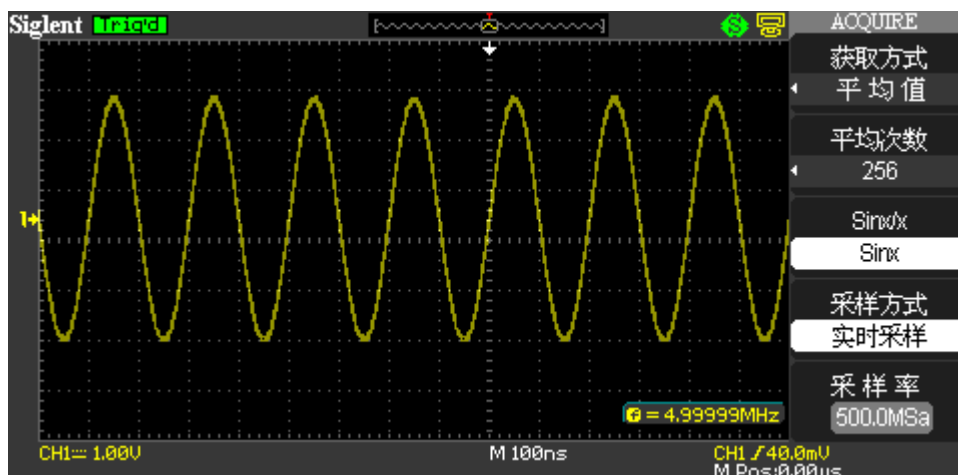 Siglent Trig'd ACQUIRE
获取方式
平均值
平均次数
256
Sinx/x
Sinx
采样方式
实时采样
采样率
500.0MSa
1
f = 4.99999MHz
CH1 1.00V M 100ns CH1 40.0mV
M Pos:0.00μs